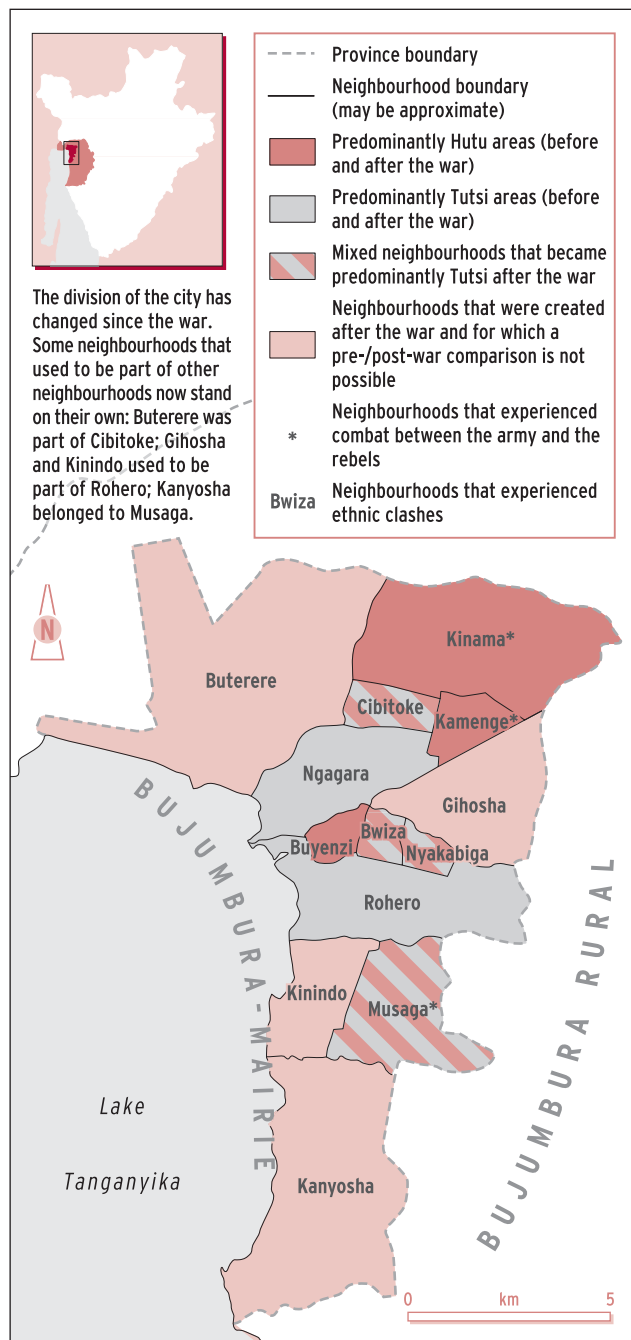 Province boundary
Neighbourhood boundary
(may be approximate)
Predominantly Hutu areas (before
and after the war)
Predominantly Tutsi areas (before
and after the war)
Mixed neighbourhoods that became
predominantly Tutsi after the war
Neighbourhoods that were created
after the war and for which a
pre-/post-war comparison is not
possible
* Neighbourhoods that experienced
combat between the army and the
rebels
Bwiza Neighbourhoods that experienced
ethnic clashes
The division of the city has
changed since the war.
Some neighbourhoods that
used to be part of other
neighbourhoods now stand
on their own: Buterere was
part of Cibitoke; Gihosha
and Kinindo used to be
part of Rohero; Kanyosha
belonged to Musaga.
N
Kinama*
Buterere
Cibitoke
Kamenge*
Ngagara
Gihosha
Buyenzi
Bwiza
Nyakabiga
Rohero
Kinindo
Musaga*
Kanyosha
BUJUMBURA-MAIRIE
BUJUMBURA RURAL
Lake
Tanganyika
0 km 5